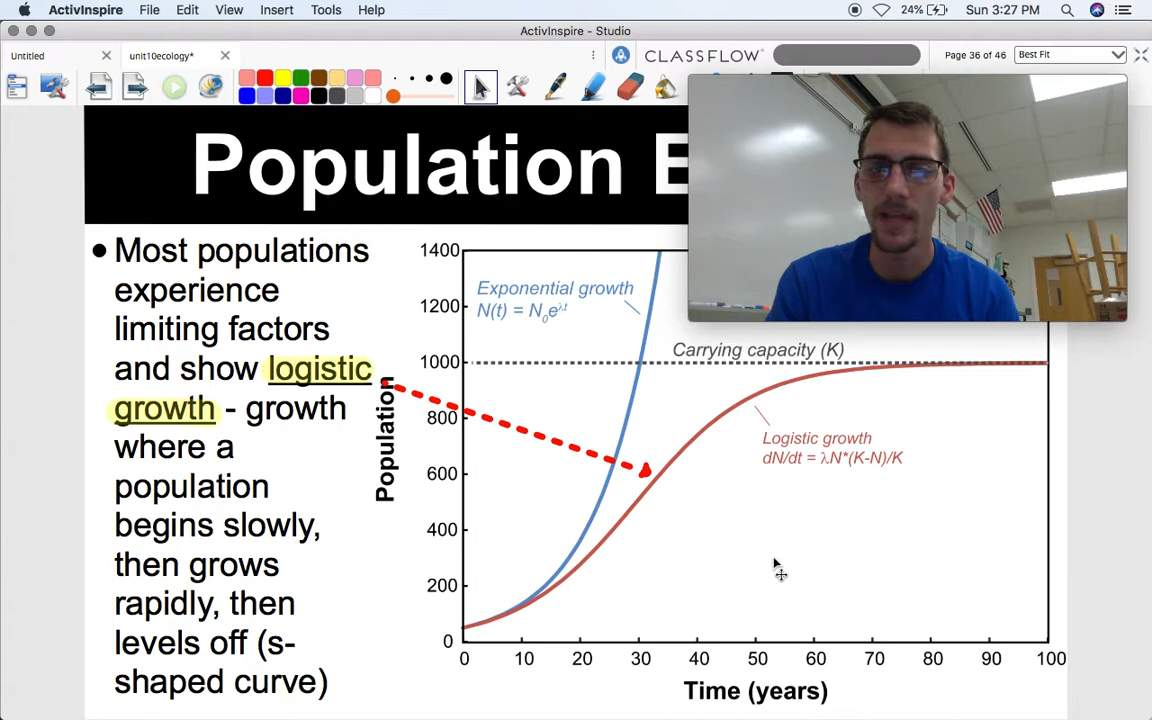 ActivInspire File Edit View Insert Tools Help 24% Sun 3:27 PM
ActivInspire - Studio
Untitled unit10ecology* CLASSFLOW Page 36 of 46 Best Fit
Population E
• Most populations
experience
limiting factors
and show logistic
growth - growth
where a
population
begins slowly,
then grows
rapidly, then
levels off (s-
shaped curve)
1400
1200
1000
800
600
400
200
0
Population
Exponential growth
N(t) = N₀e^λt
Carrying capacity (K)
Logistic growth
dN/dt = λN*(K-N)/K
0 10 20 30 40 50 60 70 80 90 100
Time (years)